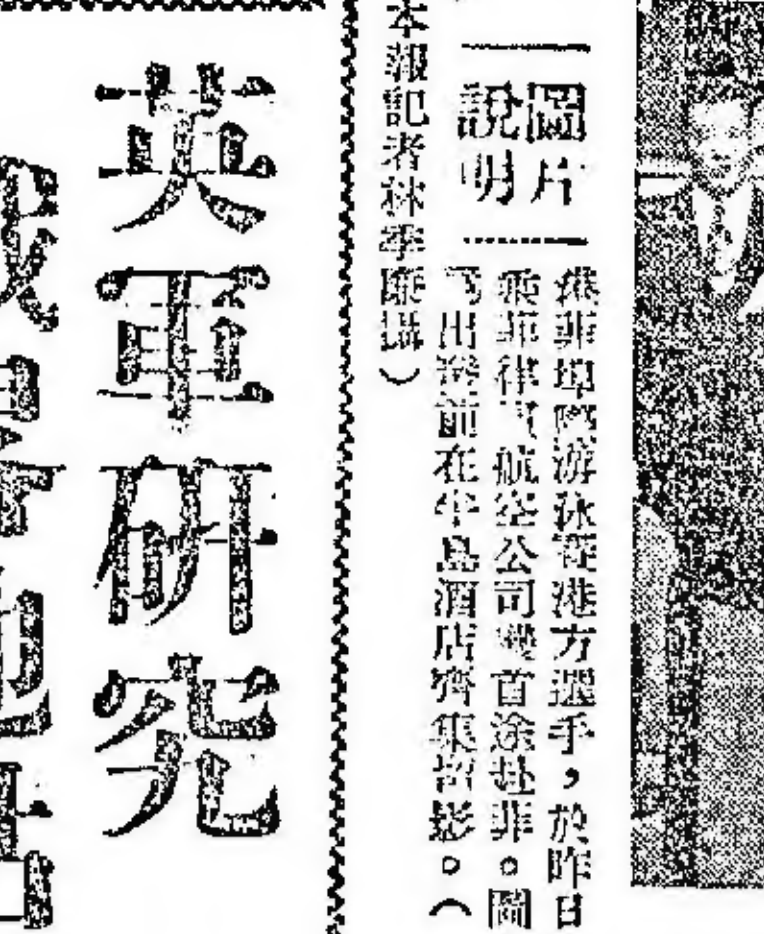 圖片
說明
港菲埠際游泳賽港方選手，於昨日
乘菲律賓航空公司機首途赴菲。圖
為出發前在半島酒店齊集留影。（
本報記者林季
攝）
英軍研究